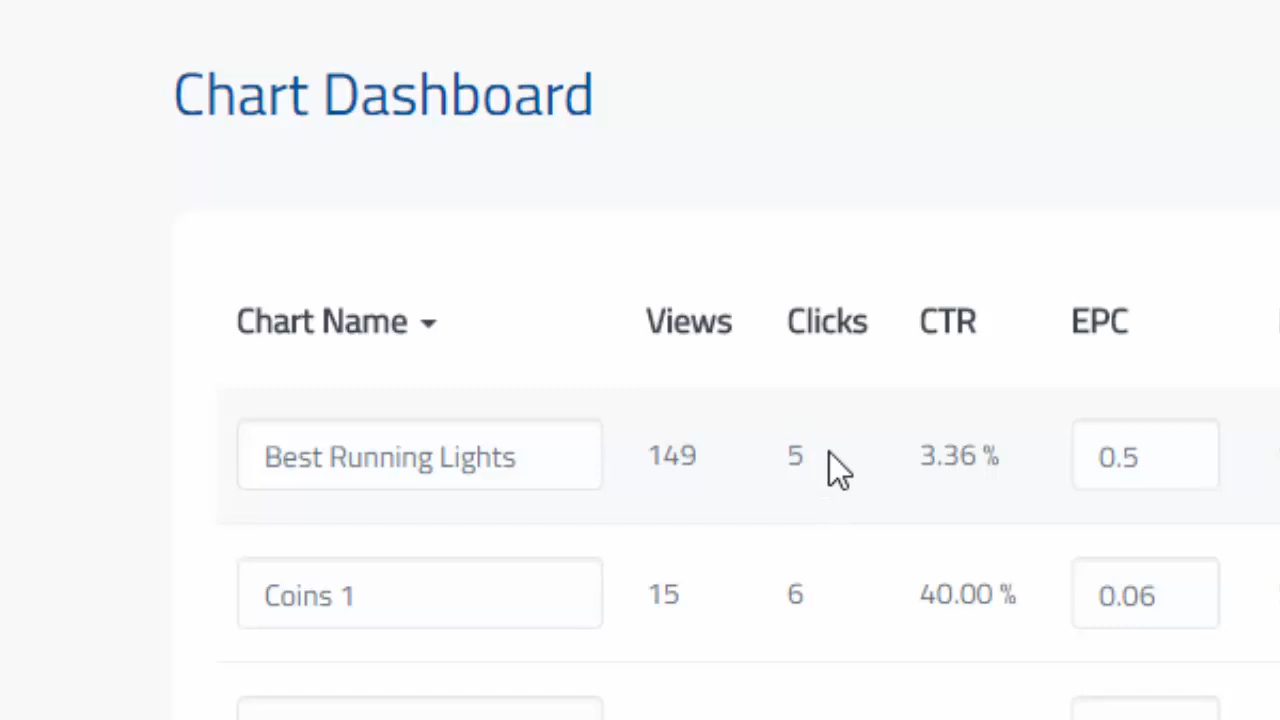 Chart Dashboard
Chart Name Views Clicks CTR EPC
Best Running Lights 149 5 3.36 % 0.5
Coins 1 15 6 40.00 % 0.06